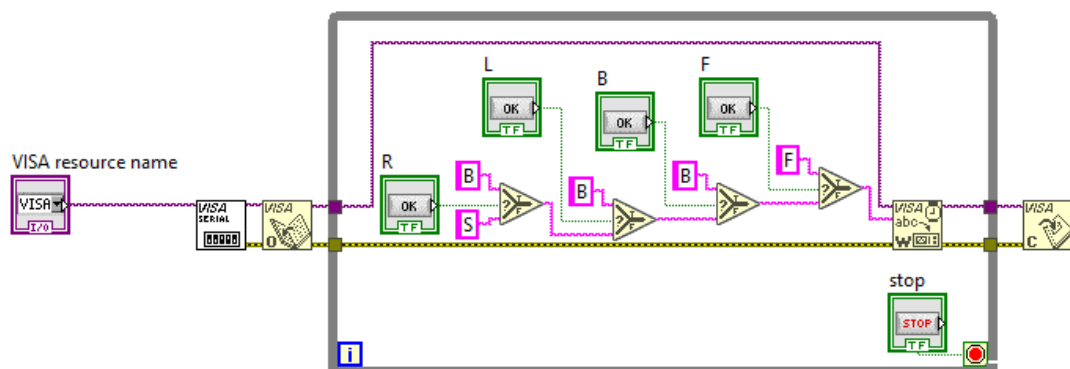 L
B
F
OK
TF
OK
TF
OK
TF
VISA resource name
R
B
B
B
F
VISA
I/O
VISA
SERIAL
VISA
O
OK
TF
S
VISA
abc
W
VISA
C
stop
STOP
TF
i